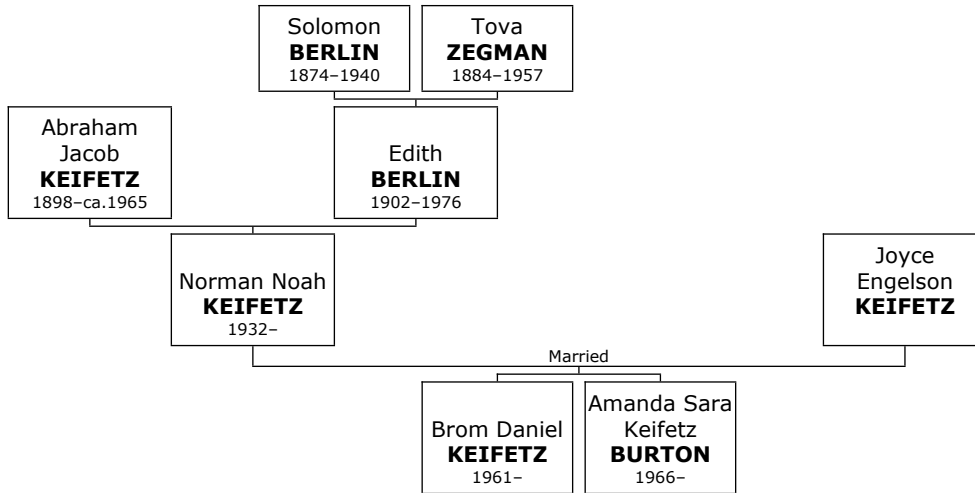 Solomon
BERLIN
1874–1940
Tova
ZEGMAN
1884–1957
Abraham
Jacob
KEIFETZ
1898–ca.1965
Edith
BERLIN
1902–1976
Norman Noah
KEIFETZ
1932–
Joyce
Engelson
KEIFETZ
Married
Brom Daniel
KEIFETZ
1961–
Amanda Sara
Keifetz
BURTON
1966–